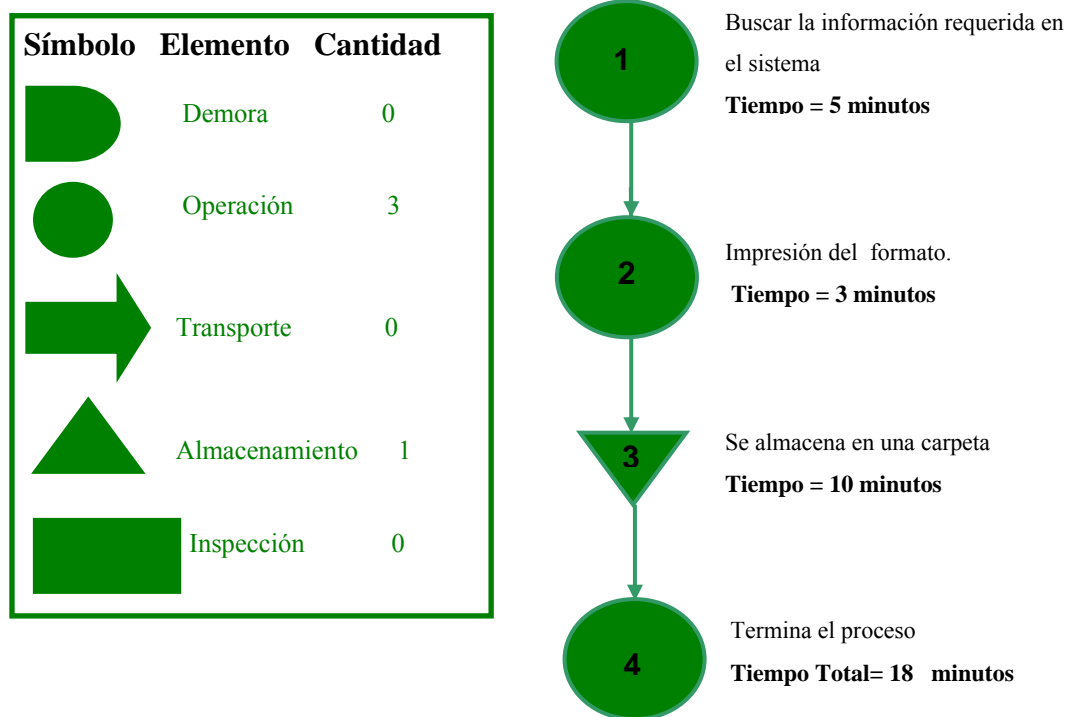 Símbolo Elemento Cantidad
Demora 0
Operación 3
Transporte 0
Almacenamiento 1
Inspección 0
1
Buscar la información requerida en
el sistema
Tiempo = 5 minutos
2
Impresión del formato.
Tiempo = 3 minutos
3
Se almacena en una carpeta
Tiempo = 10 minutos
4
Termina el proceso
Tiempo Total= 18 minutos